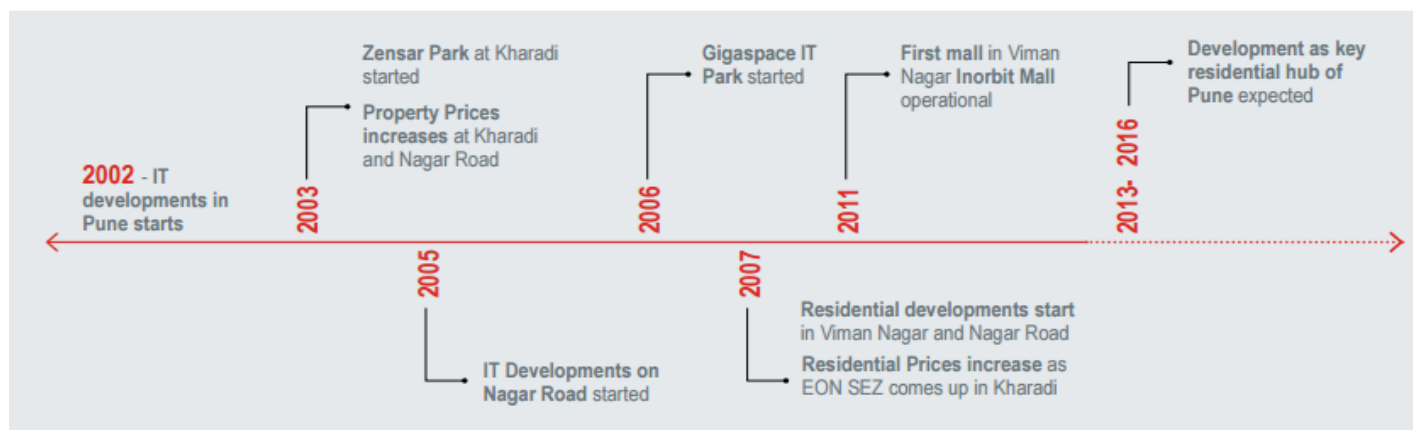 2002 - IT
developments in
Pune starts
2003
Zensar Park at Kharadi
started
Property Prices
increases at Kharadi
and Nagar Road
2005
IT Developments on
Nagar Road started
2006
Gigaspace IT
Park started
2007
Residential developments start
in Viman Nagar and Nagar Road
Residential Prices increase as
EON SEZ comes up in Kharadi
2011
First mall in Viman
Nagar Inorbit Mall
operational
2013- 2016
Development as key
residential hub of
Pune expected